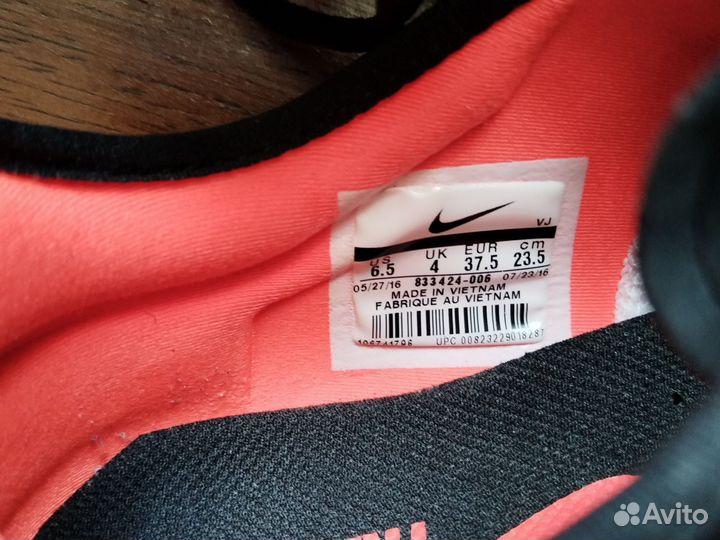 VJ
US UK EUR cm
6.5 4 37.5 23.5
05/27/16 833424-006 07/23/16
MADE IN VIETNAM
FABRIQUE AU VIETNAM
UPC 00823229018287
Avito